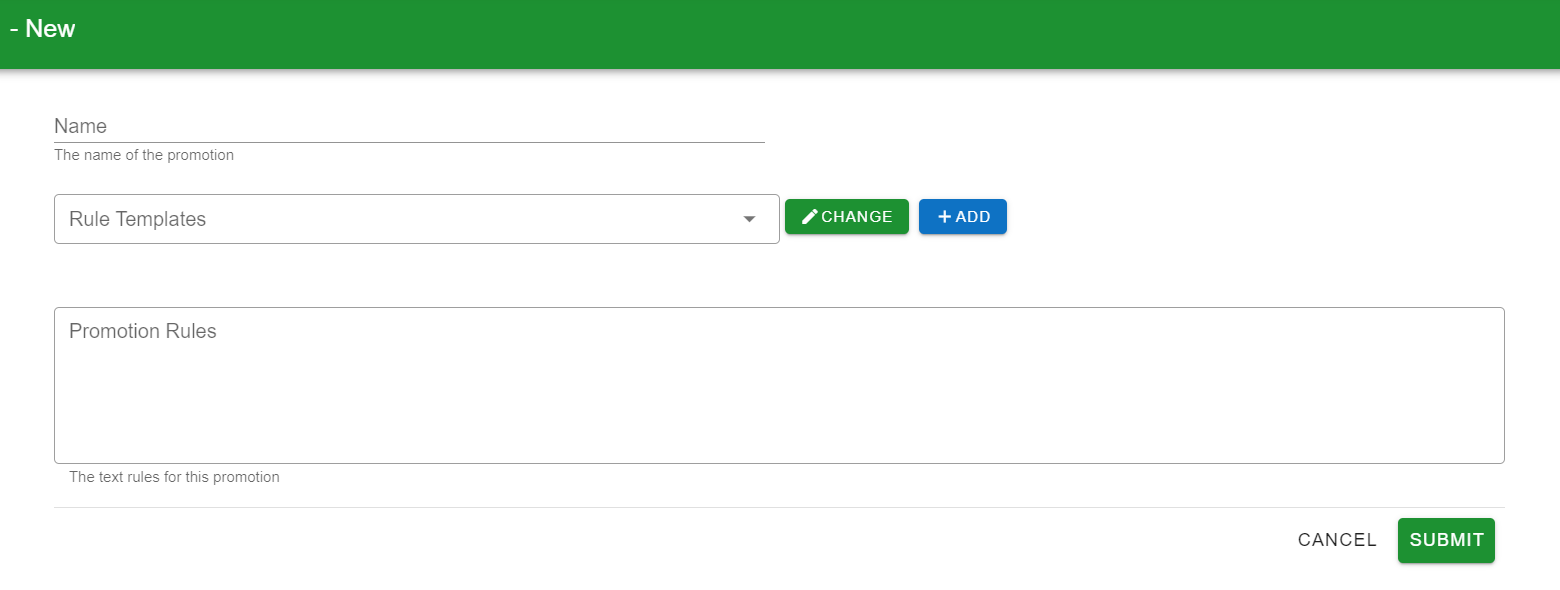 - New
Name
The name of the promotion
Rule Templates
CHANGE
+ ADD
Promotion Rules
The text rules for this promotion
CANCEL
SUBMIT